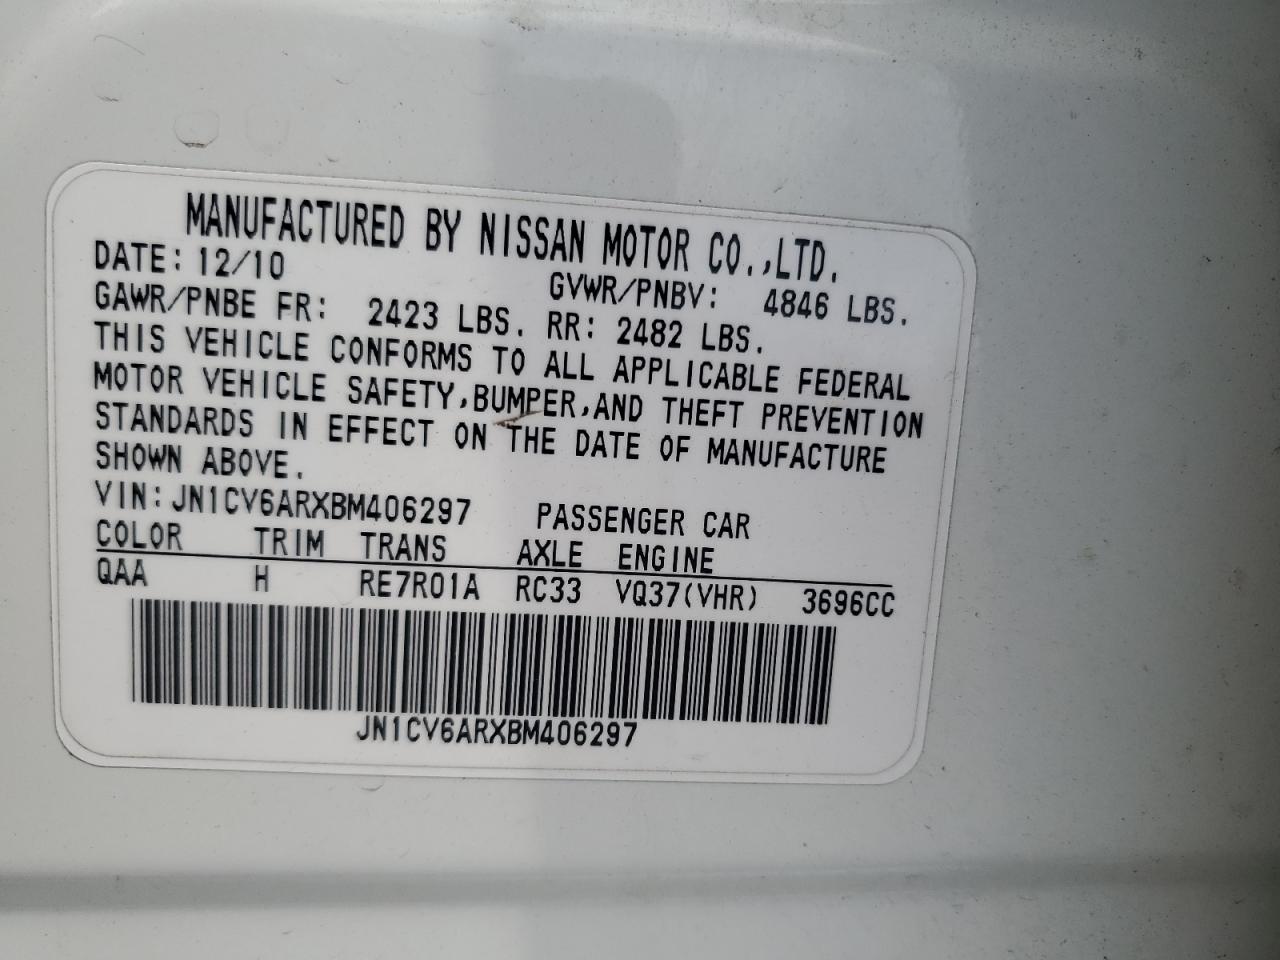 MANUFACTURED BY NISSAN MOTOR CO.,LTD.
DATE: 12/10 GVWR/PNBV: 4846 LBS.
GAWR/PNBE FR: 2423 LBS. RR: 2482 LBS.
THIS VEHICLE CONFORMS TO ALL APPLICABLE FEDERAL
MOTOR VEHICLE SAFETY,BUMPER,AND THEFT PREVENTION
STANDARDS IN EFFECT ON THE DATE OF MANUFACTURE
SHOWN ABOVE.
VIN: JN1CV6ARXBM406297 PASSENGER CAR
COLOR TRIM TRANS AXLE ENGINE
QAA H RE7R01A RC33 VQ37(VHR) 3696CC
JN1CV6ARXBM406297